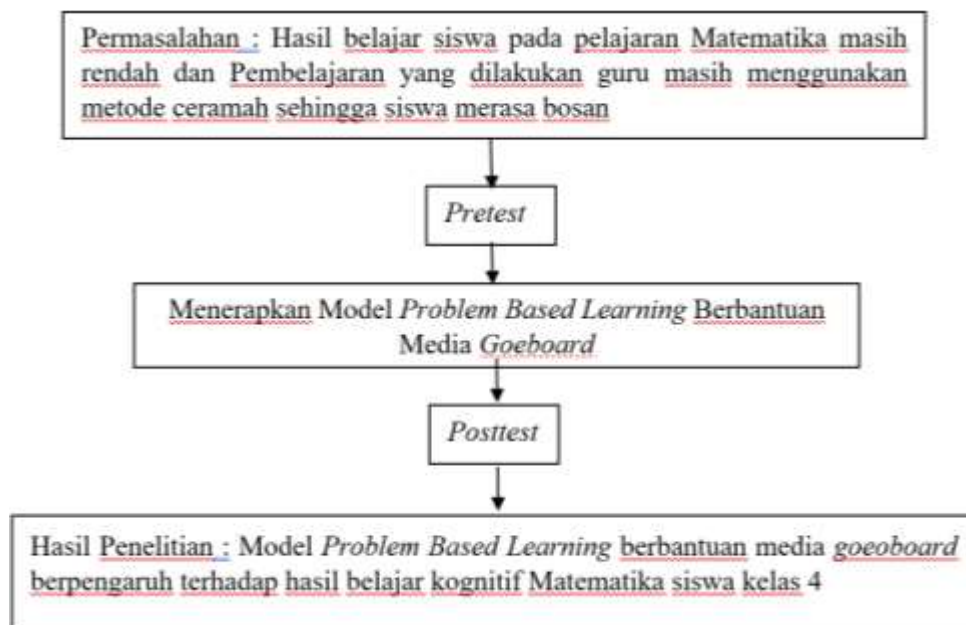 Permasalahan : Hasil belajar siswa pada pelajaran Matematika masih
rendah dan Pembelajaran yang dilakukan guru masih menggunakan
metode ceramah sehingga siswa merasa bosan
Pretest
Menerapkan Model Problem Based Learning Berbantuan
Media Goeboard
Posttest
Hasil Penelitian : Model Problem Based Learning berbantuan media goeoboard
berpengaruh terhadap hasil belajar kognitif Matematika siswa kelas 4